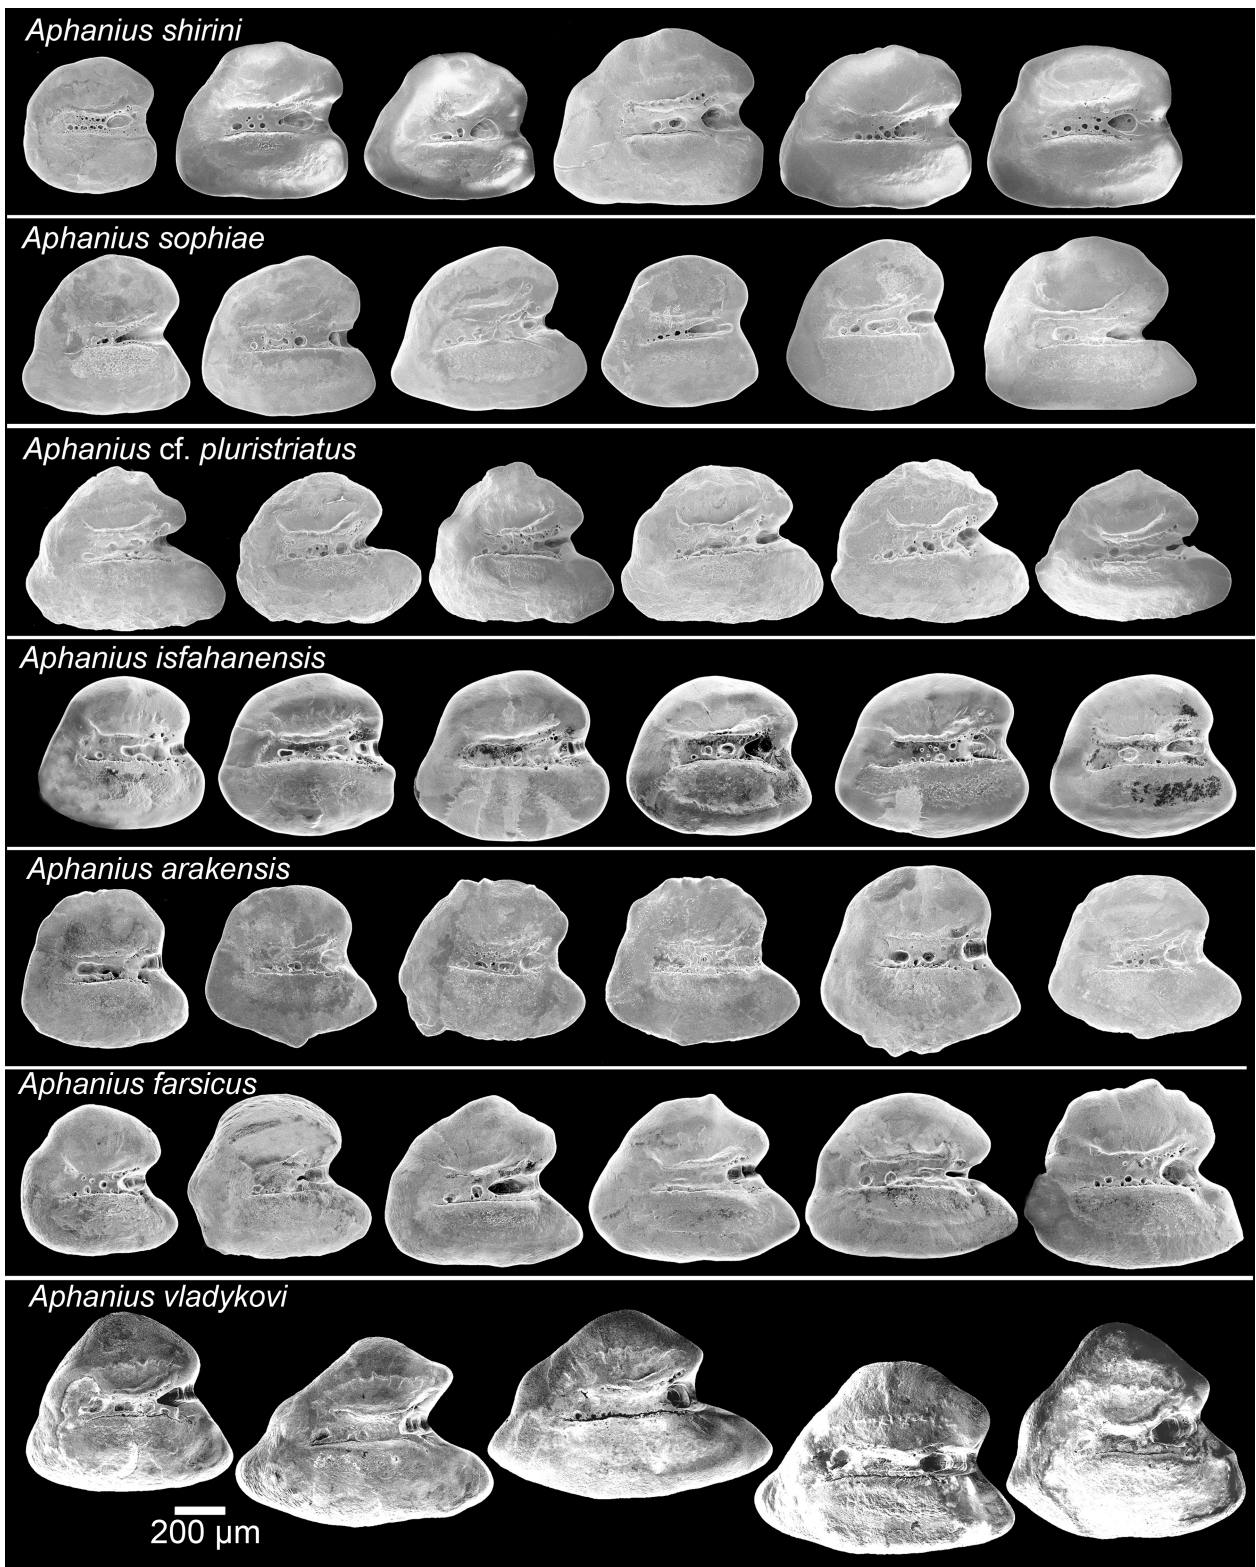 Aphanius shirini
Aphanius sophiae
Aphanius cf. pluristriatus
Aphanius isfahanensis
Aphanius arakensis
Aphanius farsicus
Aphanius vladykovi
200 µm